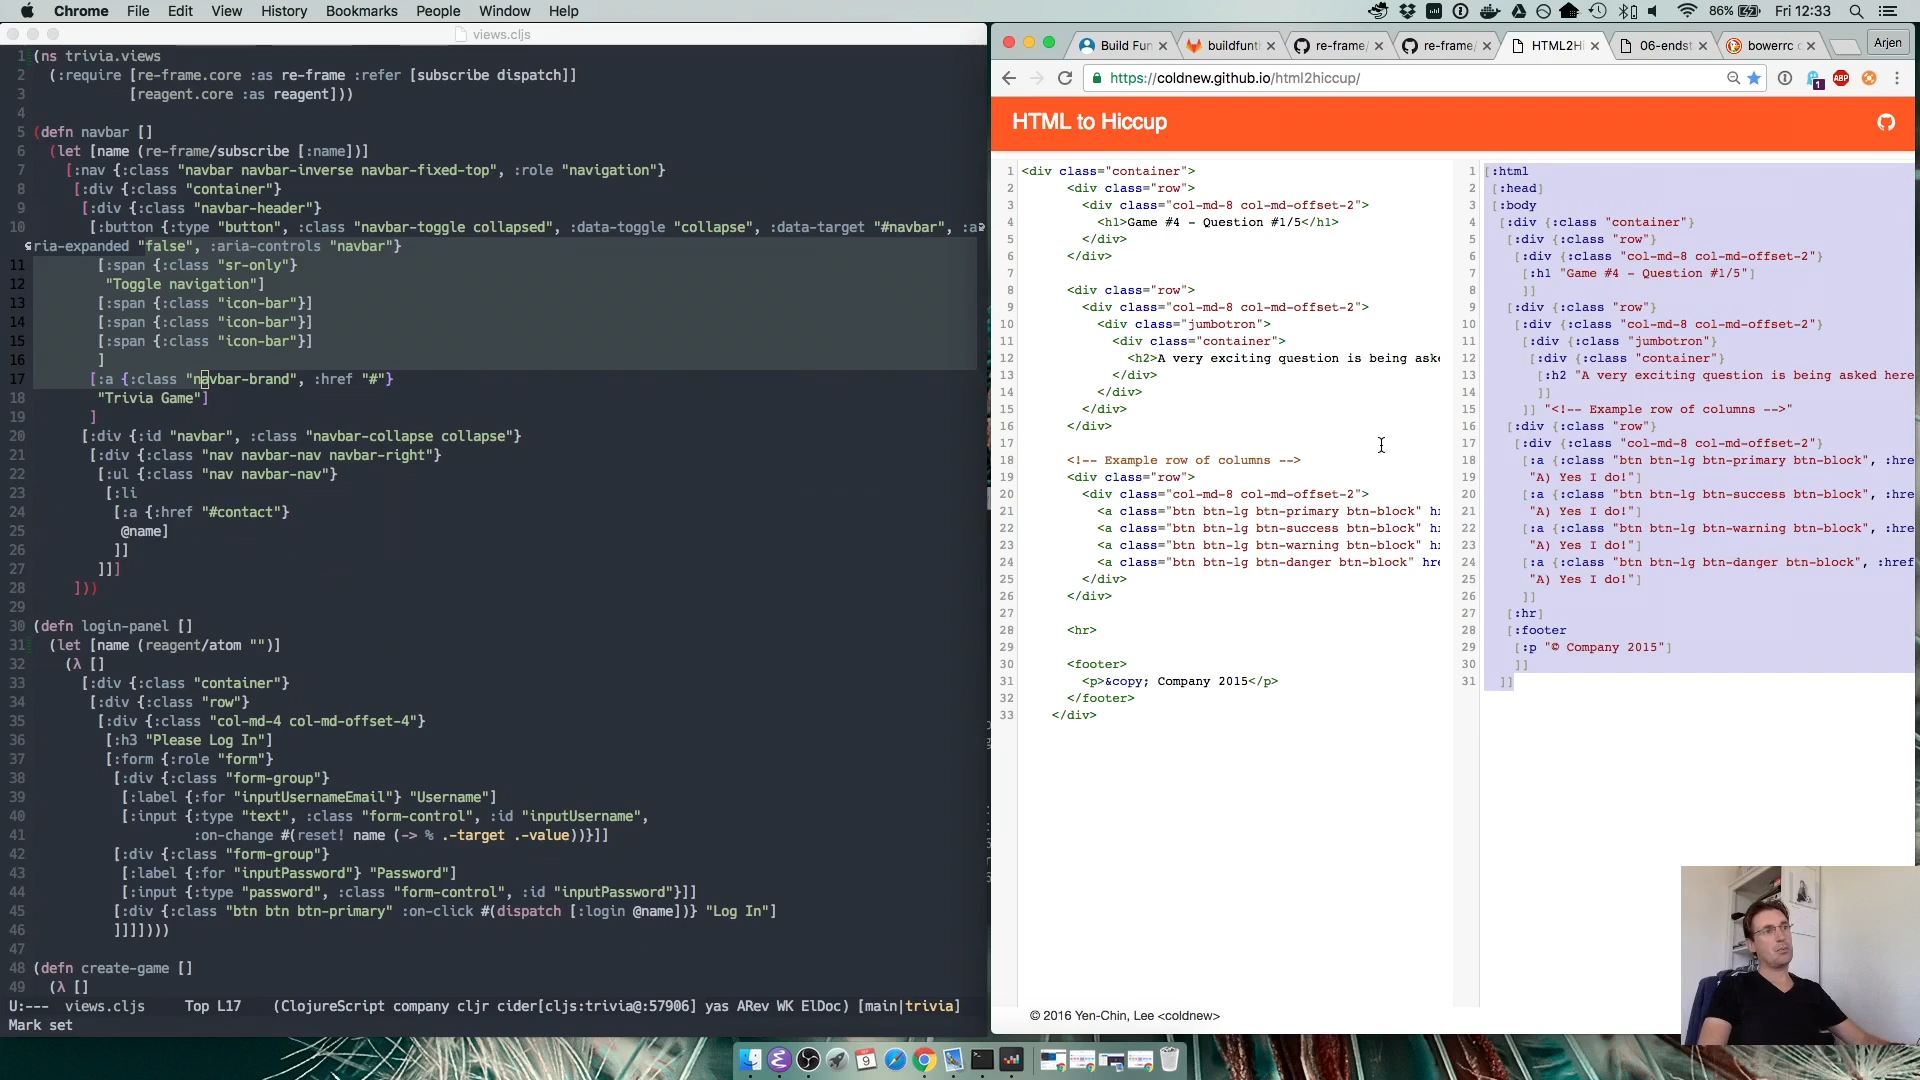 Chrome File Edit View History Bookmarks People Window Help
86% Fri 12:33
views.cljs
1 (ns trivia.views
2 (:require [re-frame.core :as re-frame :refer [subscribe dispatch]]
3 [reagent.core :as reagent]))
4
5 (defn navbar []
6 (let [name (re-frame/subscribe [:name])]
7 [:nav {:class "navbar navbar-inverse navbar-fixed-top", :role "navigation"}
8 [:div {:class "container"}
9 [:div {:class "navbar-header"}
10 [:button {:type "button", :class "navbar-toggle collapsed", :data-toggle "collapse", :data-target "#navbar", :a
ria-expanded "false", :aria-controls "navbar"}
11 [:span {:class "sr-only"}
12 "Toggle navigation"]
13 [:span {:class "icon-bar"}]
14 [:span {:class "icon-bar"}]
15 [:span {:class "icon-bar"}]
16 ]
17 [:a {:class "navbar-brand", :href "#"}
18 "Trivia Game"]
19 ]
20 [:div {:id "navbar", :class "navbar-collapse collapse"}
21 [:div {:class "nav navbar-nav navbar-right"}
22 [:ul {:class "nav navbar-nav"}
23 [:li
24 [:a {:href "#contact"}
25 @name]
26 ]]
27 ]]]
28 ]))
29
30 (defn login-panel []
31 (let [name (reagent/atom "")]
32 (λ []
33 [:div {:class "container"}
34 [:div {:class "row"}
35 [:div {:class "col-md-4 col-md-offset-4"}
36 [:h3 "Please Log In"]
37 [:form {:role "form"}
38 [:div {:class "form-group"}
39 [:label {:for "inputUsernameEmail"} "Username"]
40 [:input {:type "text", :class "form-control", :id "inputUsername",
41 :on-change #(reset! name (-> % .-target .-value))}]]
42 [:div {:class "form-group"}
43 [:label {:for "inputPassword"} "Password"]
44 [:input {:type "password", :class "form-control", :id "inputPassword"}]]
45 [:div {:class "btn btn btn-primary" :on-click #(dispatch [:login @name])} "Log In"]
46 ]]]])))
47
48 (defn create-game []
49 (λ []
U:--- views.cljs Top L17 (ClojureScript company cljr cider[cljs:trivia@:57906] yas ARev WK ElDoc) [main|trivia]
Mark set
Build Fun buildfunt re-frame/ re-frame/ HTML2Hi 06-endst bowerrc Arjen
https://coldnew.github.io/html2hiccup/
ABP
1
HTML to Hiccup
1 <div class="container">
2 <div class="row">
3 <div class="col-md-8 col-md-offset-2">
4 <h1>Game #4 - Question #1/5</h1>
5 </div>
6 </div>
7
8 <div class="row">
9 <div class="col-md-8 col-md-offset-2">
10 <div class="jumbotron">
11 <div class="container">
12 <h2>A very exciting question is being aske
13 </div>
14 </div>
15 </div>
16 </div>
17
18 <!-- Example row of columns -->
19 <div class="row">
20 <div class="col-md-8 col-md-offset-2">
21 <a class="btn btn-lg btn-primary btn-block"
22 <a class="btn btn-lg btn-success btn-block"
23 <a class="btn btn-lg btn-warning btn-block"
24 <a class="btn btn-lg btn-danger btn-block" hre
25 </div>
26 </div>
27
28 <hr>
29
30 <footer>
31 <p>&copy; Company 2015</p>
32 </footer>
33 </div>
1 [:html
2 [:head]
3 [:body
4 [:div {:class "container"}
5 [:div {:class "row"}
6 [:div {:class "col-md-8 col-md-offset-2"}
7 [:h1 "Game #4 - Question #1/5"]
8 ]]
9 [:div {:class "row"}
10 [:div {:class "col-md-8 col-md-offset-2"}
11 [:div {:class "jumbotron"}
12 [:div {:class "container"}
13 [:h2 "A very exciting question is being asked here
14 ]]
15 ]] "<!-- Example row of columns -->"
16 [:div {:class "row"}
17 [:div {:class "col-md-8 col-md-offset-2"}
18 [:a {:class "btn btn-lg btn-primary btn-block", :hre
19 "A) Yes I do!"]
20 [:a {:class "btn btn-lg btn-success btn-block", :hre
21 "A) Yes I do!"]
22 [:a {:class "btn btn-lg btn-warning btn-block", :hre
23 "A) Yes I do!"]
24 [:a {:class "btn btn-lg btn-danger btn-block", :href
25 "A) Yes I do!"]
26 ]]
27 [:hr]
28 [:footer
29 [:p "© Company 2015"]
30 ]]
31 ]]
© 2016 Yen-Chin, Lee <coldnew>